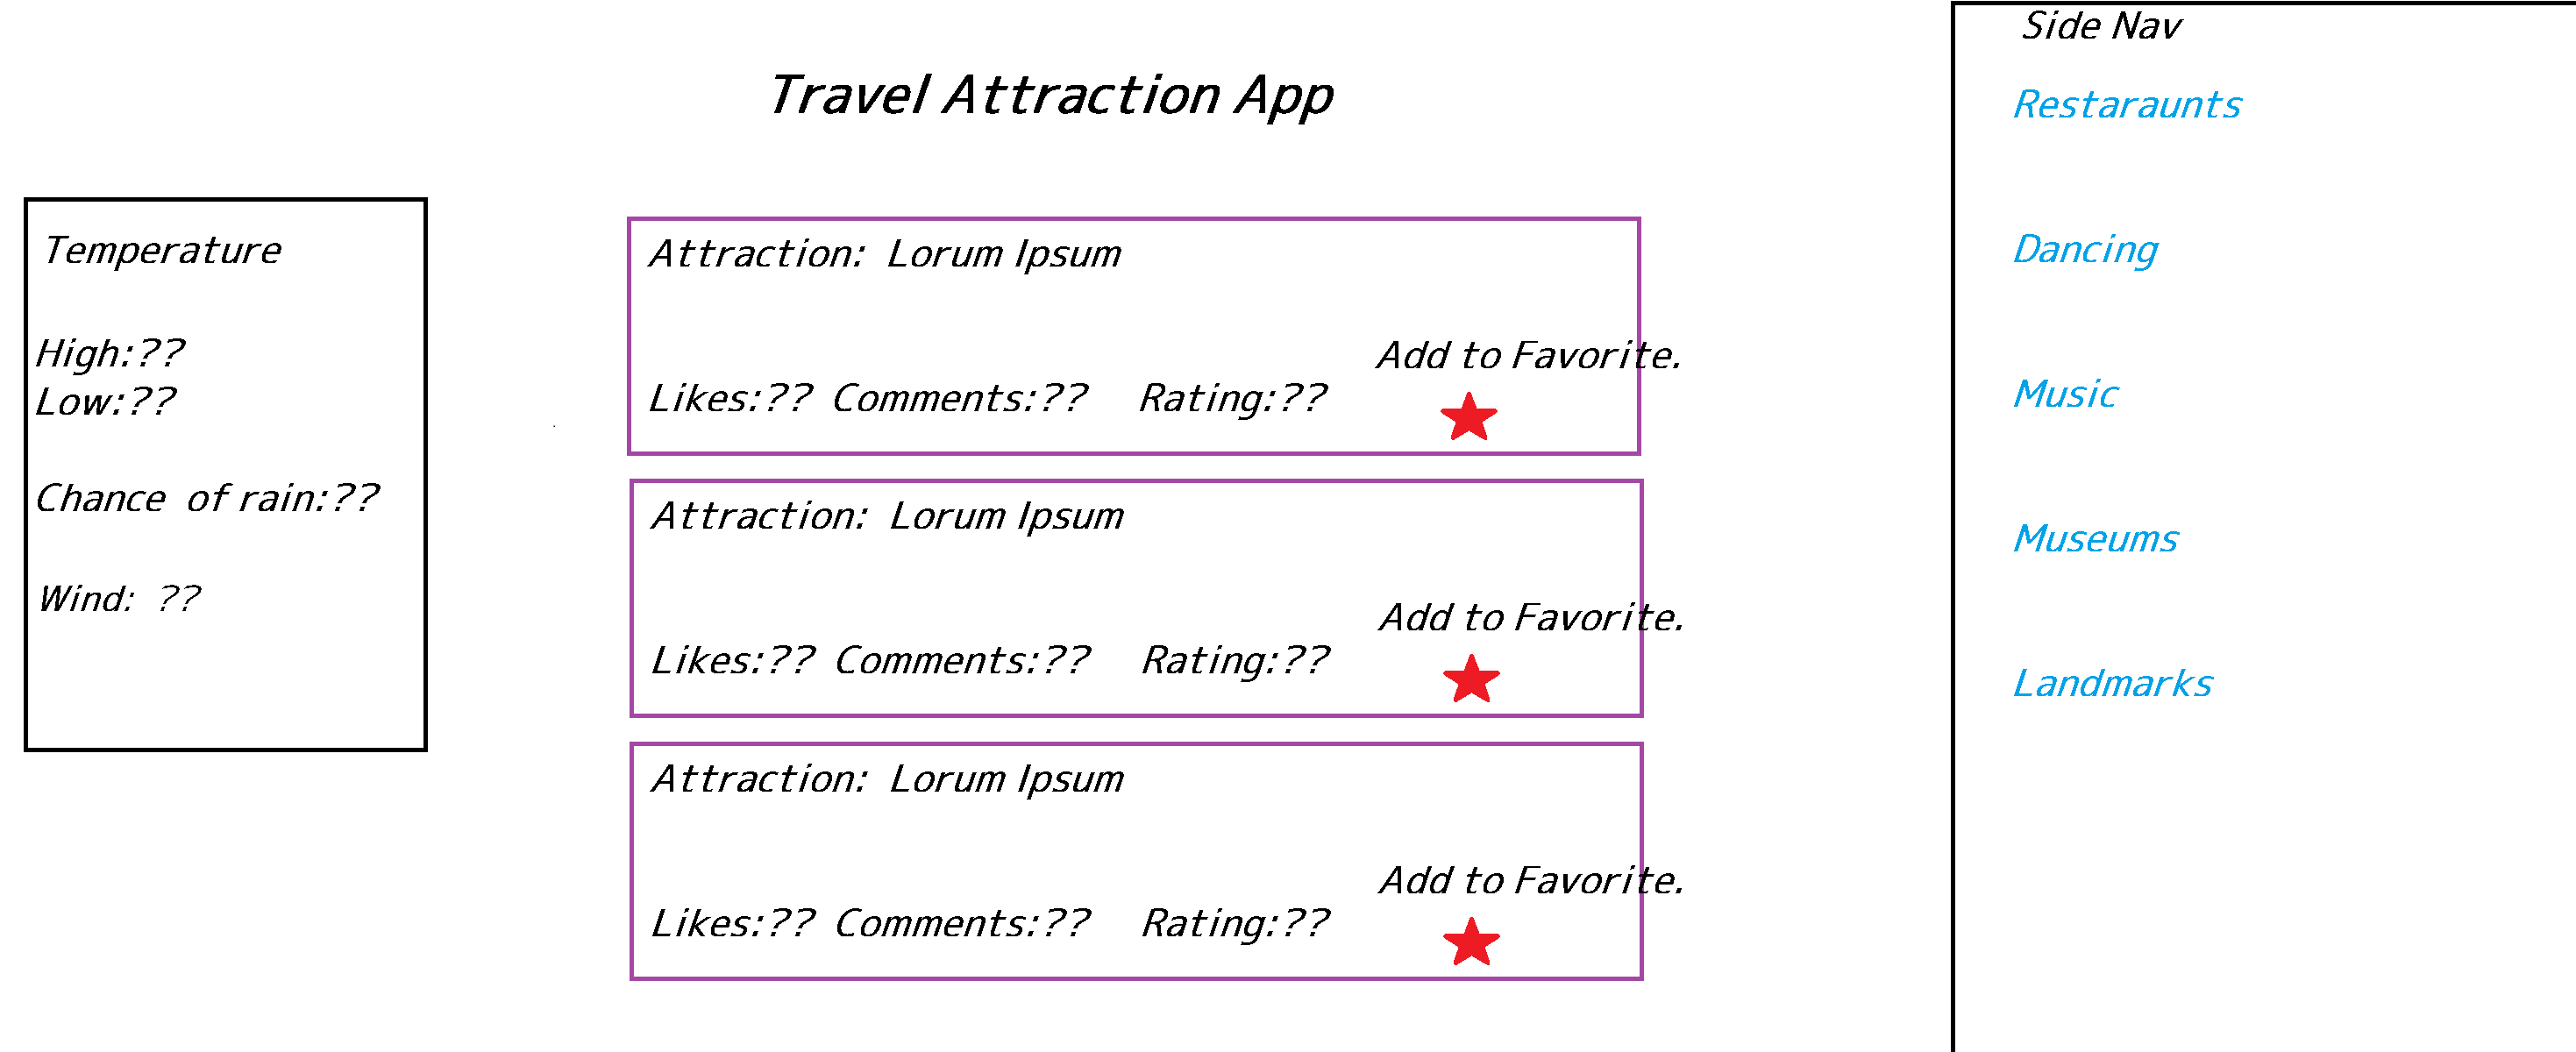 Travel Attraction App
Temperature
High:??
Low:??
Chance of rain:??
Wind: ??
Attraction: Lorum Ipsum
Add to Favorite.
Likes:?? Comments:?? Rating:??
Attraction: Lorum Ipsum
Add to Favorite.
Likes:?? Comments:?? Rating:??
Attraction: Lorum Ipsum
Add to Favorite.
Likes:?? Comments:?? Rating:??
Side Nav
Restaraunts
Dancing
Music
Museums
Landmarks